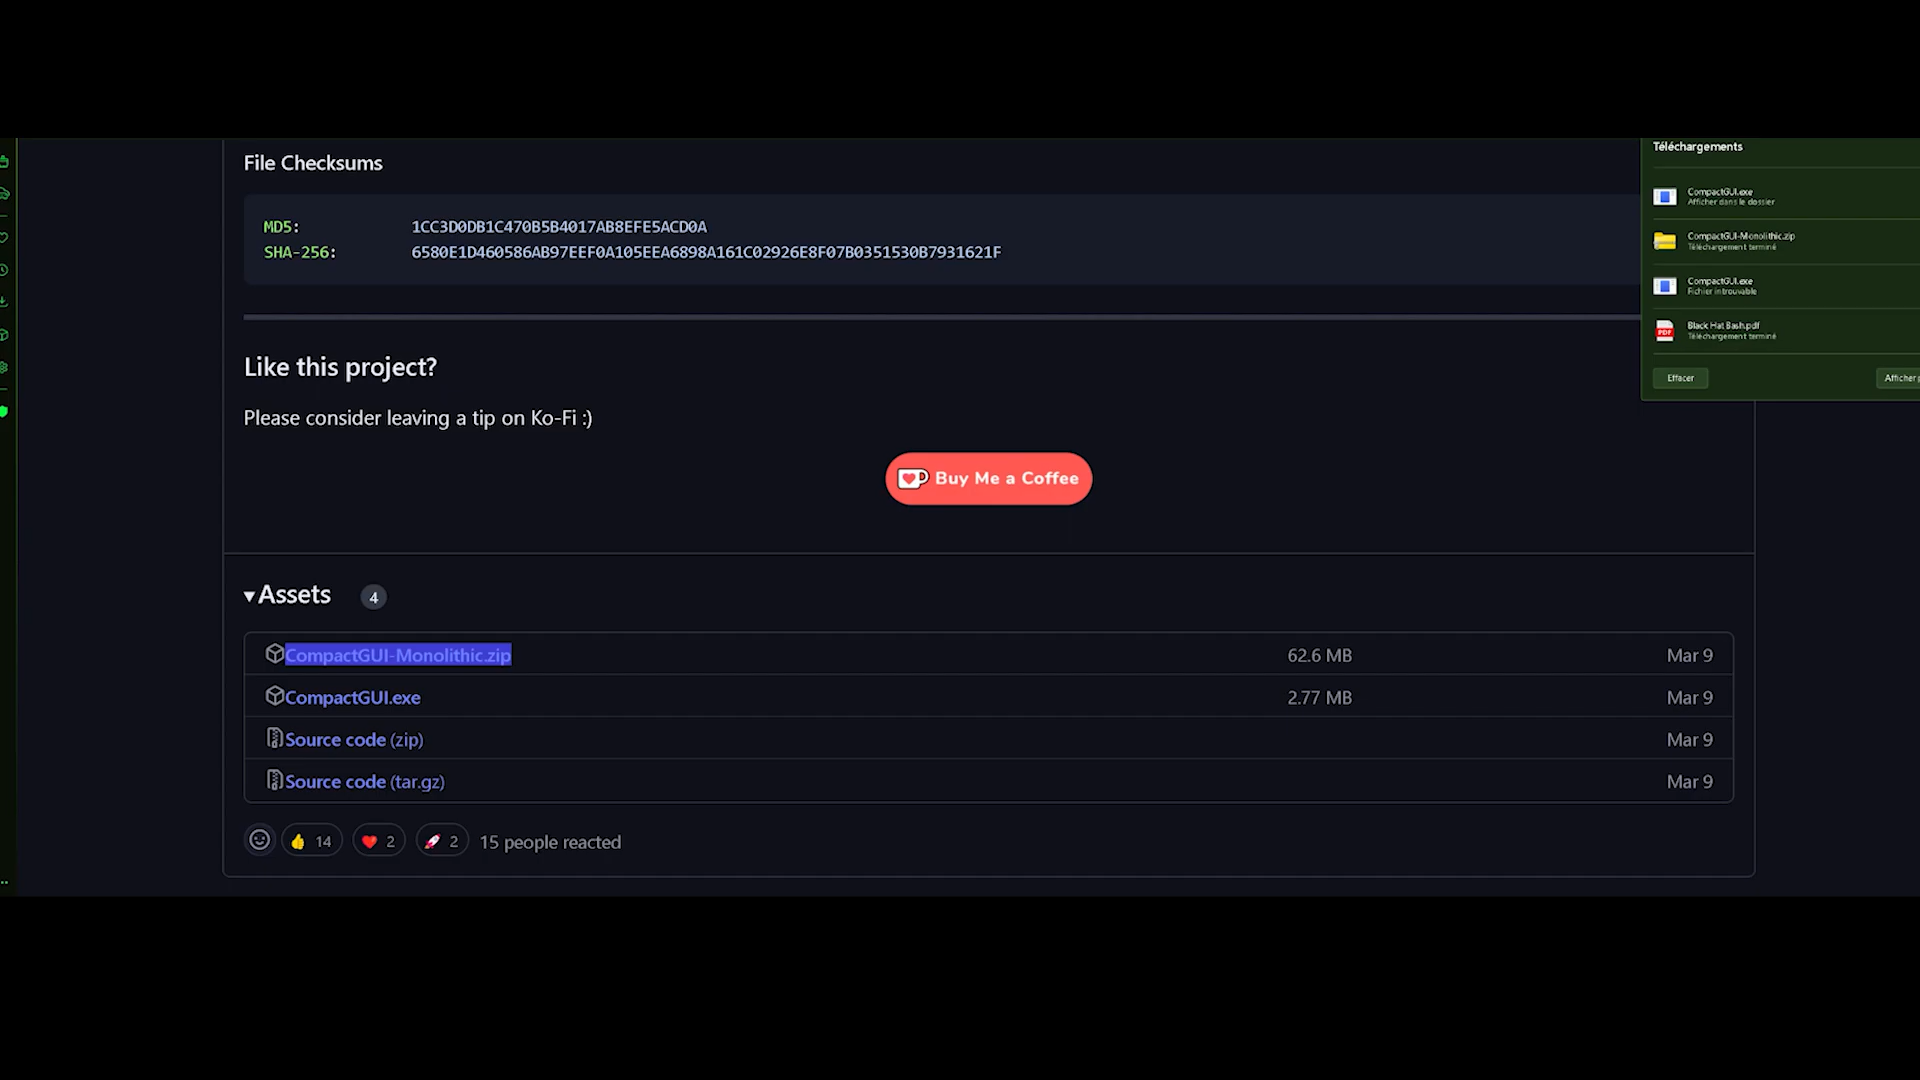 File Checksums
MD5: 1CC3D0DB1C470B5B4017AB8EFE5ACD0A
SHA-256: 6580E1D460586AB97EEF0A105EEA6898A161C02926E8F07B0351530B7931621F
Like this project?
Please consider leaving a tip on Ko-Fi :)
Buy Me a Coffee
Assets 4
CompactGUI-Monolithic.zip 62.6 MB Mar 9
CompactGUI.exe 2.77 MB Mar 9
Source code (zip) Mar 9
Source code (tar.gz) Mar 9
14 2 2 15 people reacted
Téléchargements
CompactGUI.exe
Afficher dans le dossier
CompactGUI-Monolithic.zip
Téléchargement terminé
CompactGUI.exe
Fichier introuvable
Black Hat Bash.pdf
Téléchargement terminé
Effacer Afficher